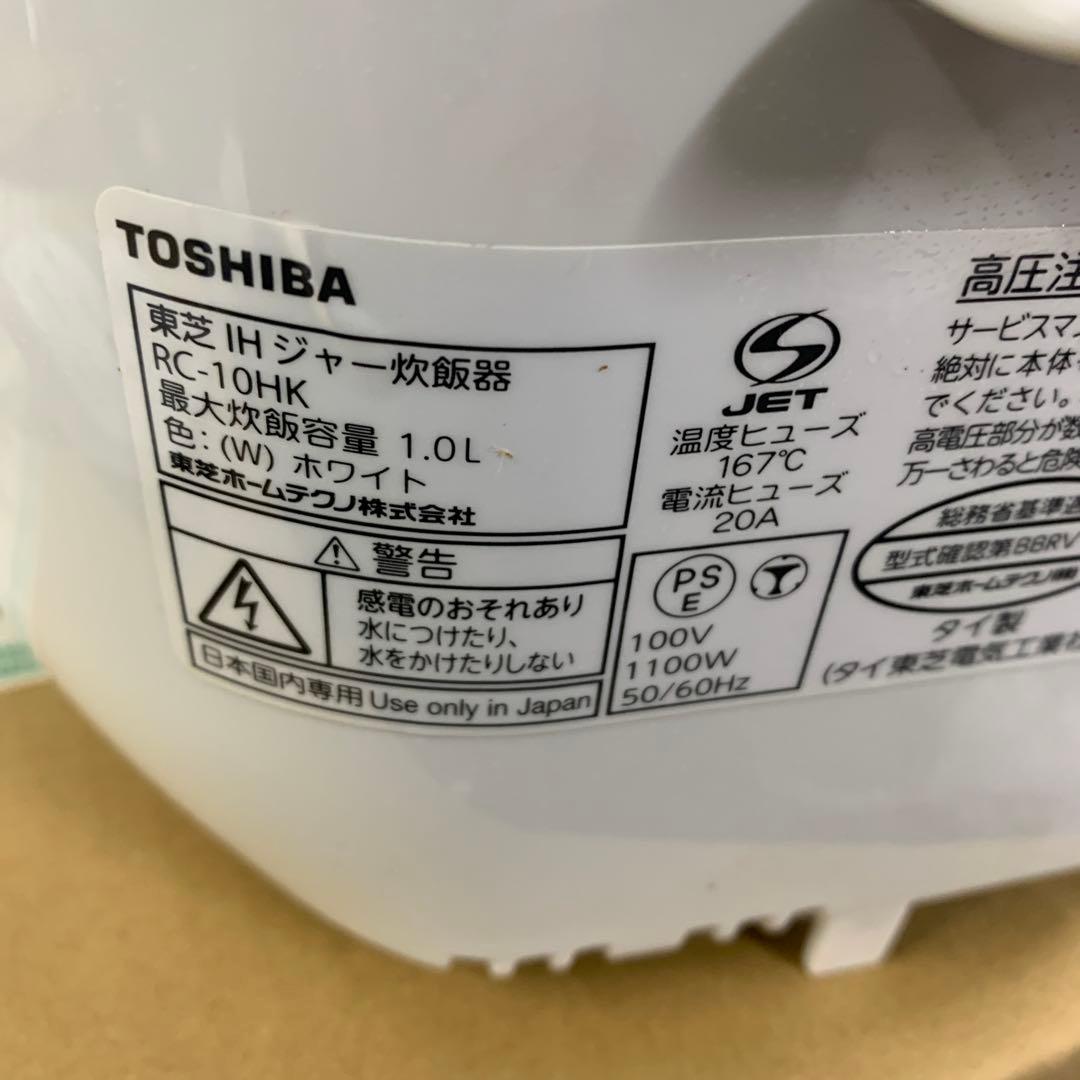 TOSHIBA
東芝 IH ジャー炊飯器
RC-10HK
最大炊飯容量 1.0L
色: (W) ホワイト
東芝ホームテクノ株式会社
警告
感電のおそれあり
水につけたり、
水をかけたりしない
日本国内専用 Use only in Japan
S
JET
温度ヒューズ
167℃
電流ヒューズ
20A
PS
E
100V
1100W
50/60Hz
高圧注
サービスマン
絶対に本体
でください。
高電圧部分が数
万一さわると危険
総務省基準適
型式確認第BBRV
東芝ホームテクノ㈱
タイ製
(タイ東芝電気工業社